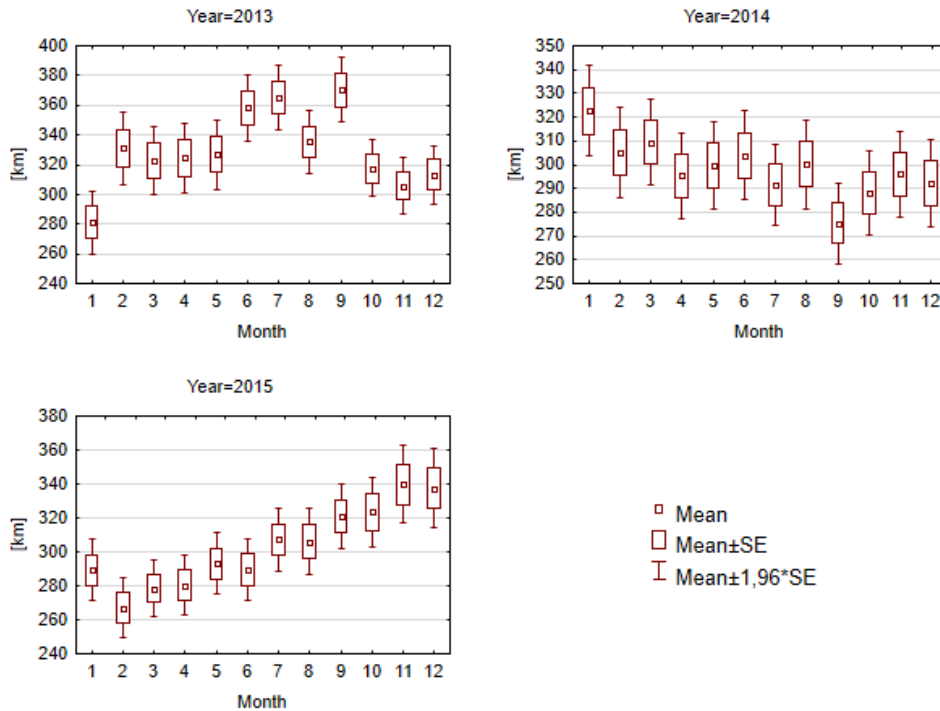 Year=2013
400
380
360
340
320
300
280
260
240
[km]
1 2 3 4 5 6 7 8 9 10 11 12
Month
Year=2014
350
340
330
320
310
300
290
280
270
260
250
[km]
1 2 3 4 5 6 7 8 9 10 11 12
Month
Year=2015
380
360
340
320
300
280
260
240
[km]
1 2 3 4 5 6 7 8 9 10 11 12
Month
Mean
Mean±SE
Mean±1,96*SE